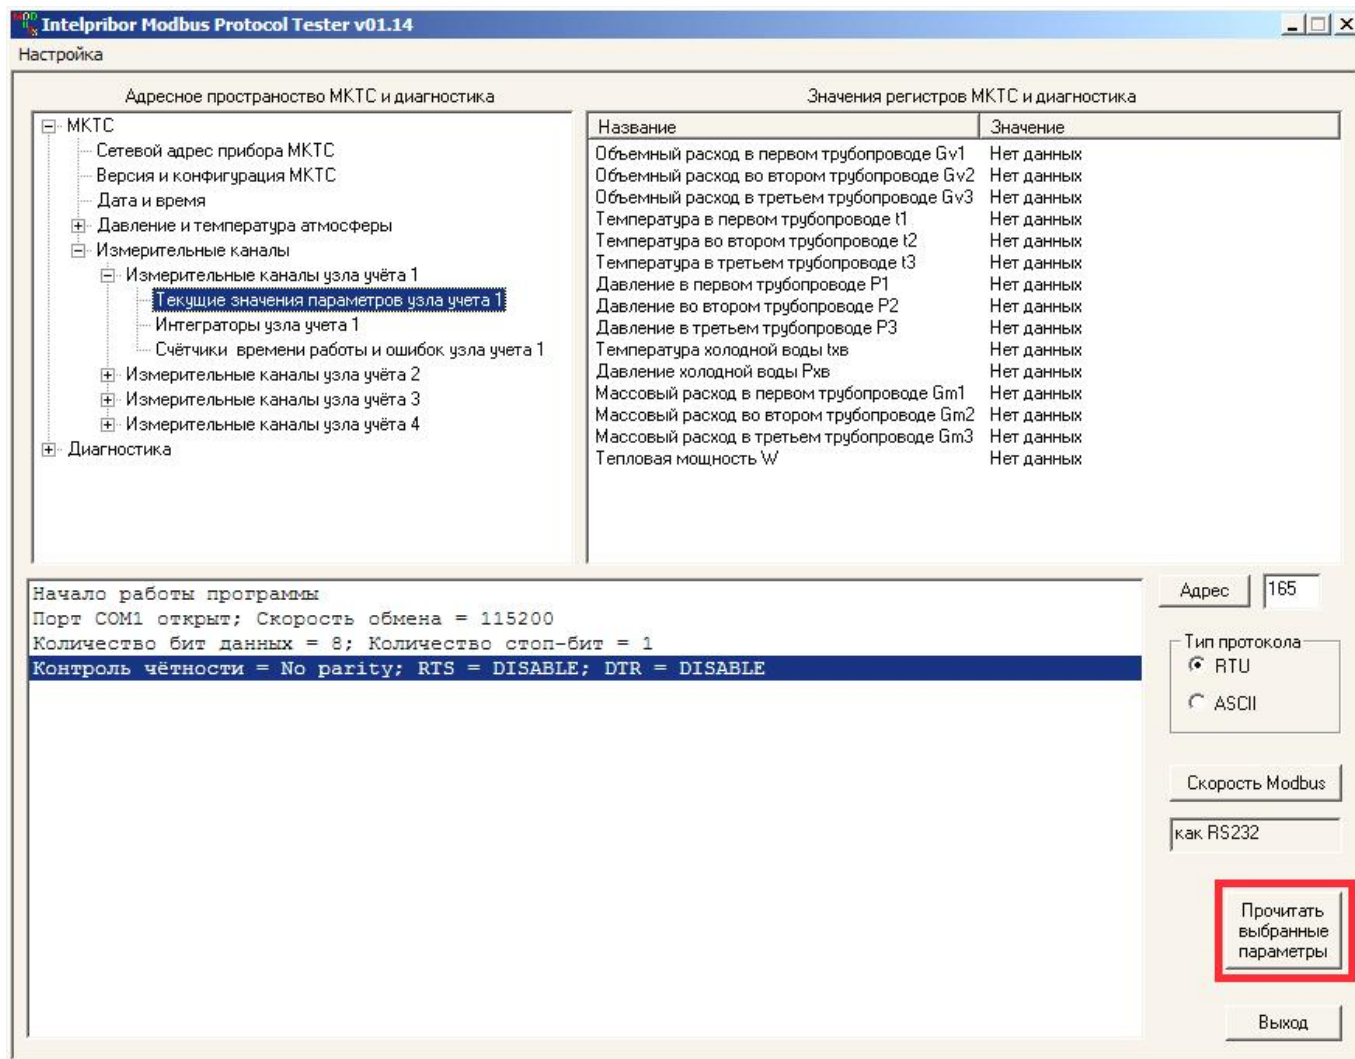 Intelpribor Modbus Protocol Tester v01.14
Настройка
Адресное пространоство МКТС и диагностика
МКТС
Сетевой адрес прибора МКТС
Версия и конфигурация МКТС
Дата и время
Давление и температура атмосферы
Измерительные каналы
Измерительные каналы узла учёта 1
Текущие значения параметров узла учета 1
Интеграторы узла учета 1
Счётчики времени работы и ошибок узла учета 1
Измерительные каналы узла учёта 2
Измерительные каналы узла учёта 3
Измерительные каналы узла учёта 4
Диагностика
Значения регистров МКТС и диагностика
Название Значение
Объемный расход в первом трубопроводе Gv1 Нет данных
Объемный расход во втором трубопроводе Gv2 Нет данных
Объемный расход в третьем трубопроводе Gv3 Нет данных
Температура в первом трубопроводе t1 Нет данных
Температура во втором трубопроводе t2 Нет данных
Температура в третьем трубопроводе t3 Нет данных
Давление в первом трубопроводе P1 Нет данных
Давление во втором трубопроводе P2 Нет данных
Давление в третьем трубопроводе P3 Нет данных
Температура холодной воды tхв Нет данных
Давление холодной воды Pхв Нет данных
Массовый расход в первом трубопроводе Gm1 Нет данных
Массовый расход во втором трубопроводе Gm2 Нет данных
Массовый расход в третьем трубопроводе Gm3 Нет данных
Тепловая мощность W Нет данных
Начало работы программы
Порт COM1 открыт; Скорость обмена = 115200
Количество бит данных = 8; Количество стоп-бит = 1
Контроль чётности = No parity; RTS = DISABLE; DTR = DISABLE
Адрес 165
Тип протокола
RTU
ASCII
Скорость Modbus
как RS232
Прочитать
выбранные
параметры
Выход